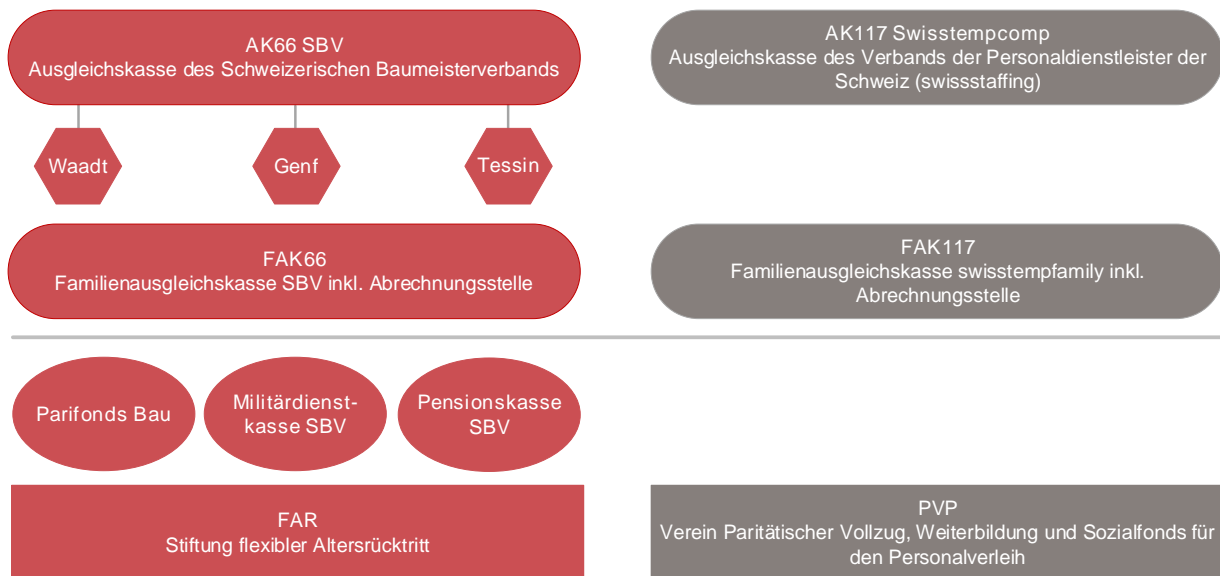 AK66 SBV
Ausgleichskasse des Schweizerischen Baumeisterverbands
AK117 Swisstempcomp
Ausgleichskasse des Verbands der Personaldienstleister der
Schweiz (swissstaffing)
Waadt
Genf
Tessin
FAK66
Familienausgleichskasse SBV inkl. Abrechnungsstelle
FAK117
Familienausgleichskasse swisstempfamily inkl.
Abrechnungsstelle
Parifonds Bau
Militärdienst-
kasse SBV
Pensionskasse
SBV
FAR
Stiftung flexibler Altersrücktritt
PVP
Verein Paritätischer Vollzug, Weiterbildung und Sozialfonds für
den Personalverleih